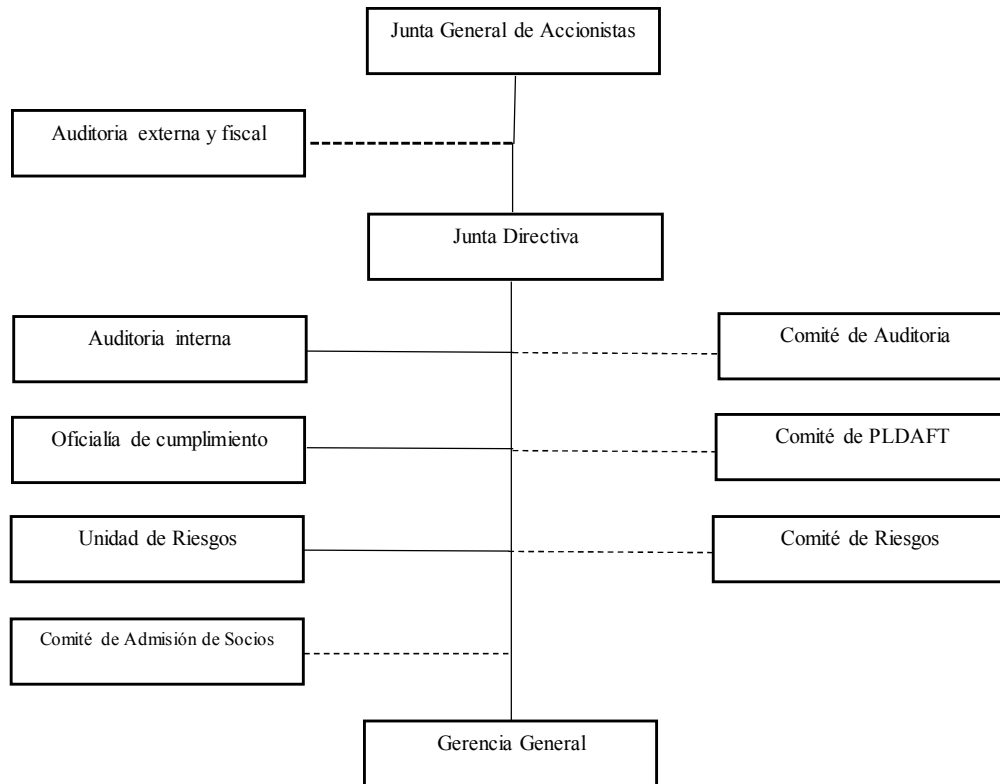 Junta General de Accionistas
Auditoria externa y fiscal
Junta Directiva
Auditoria interna
Comité de Auditoria
Oficialía de cumplimiento
Comité de PLDAFT
Unidad de Riesgos
Comité de Riesgos
Comité de Admisión de Socios
Gerencia General